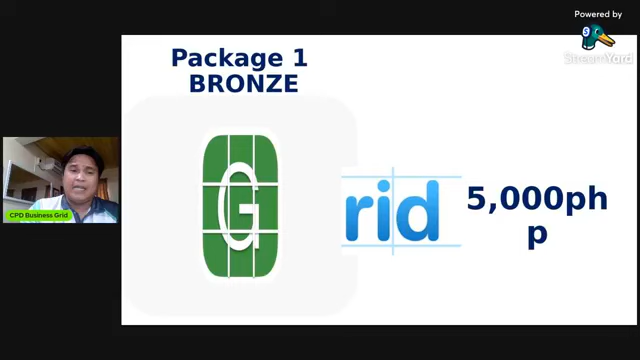 Powered by
StreamYard
Package 1
BRONZE
G
rid
5,000ph
p
CPD Business Grid